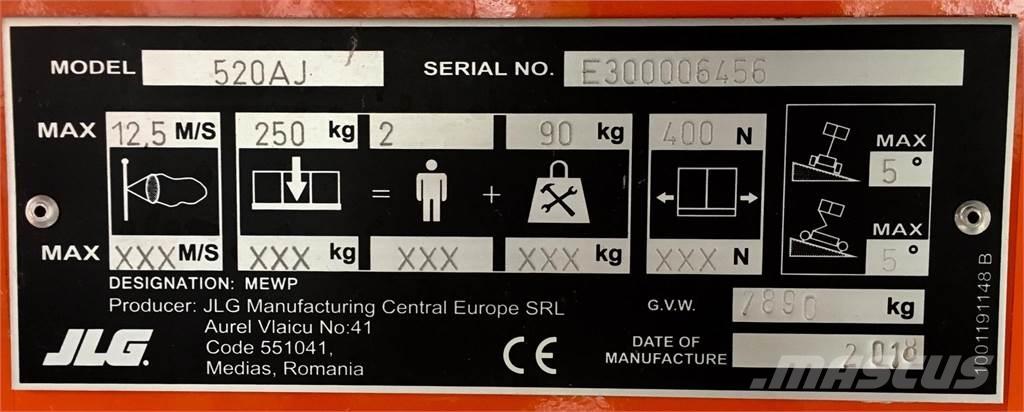 MODEL 520AJ SERIAL NO. E300006456
MAX 12,5 M/S 250 kg 2 90 kg 400 N
MAX 5°
= +
MAX XXX M/S XXX kg XXX XXX kg XXX N
MAX 5°
DESIGNATION: MEWP
Producer: JLG Manufacturing Central Europe SRL
Aurel Vlaicu No:41
Code 551041,
Medias, Romania
JLG.
CE
G.V.W. 7890 kg
DATE OF
MANUFACTURE 2018
1001191148 B
MASCUS